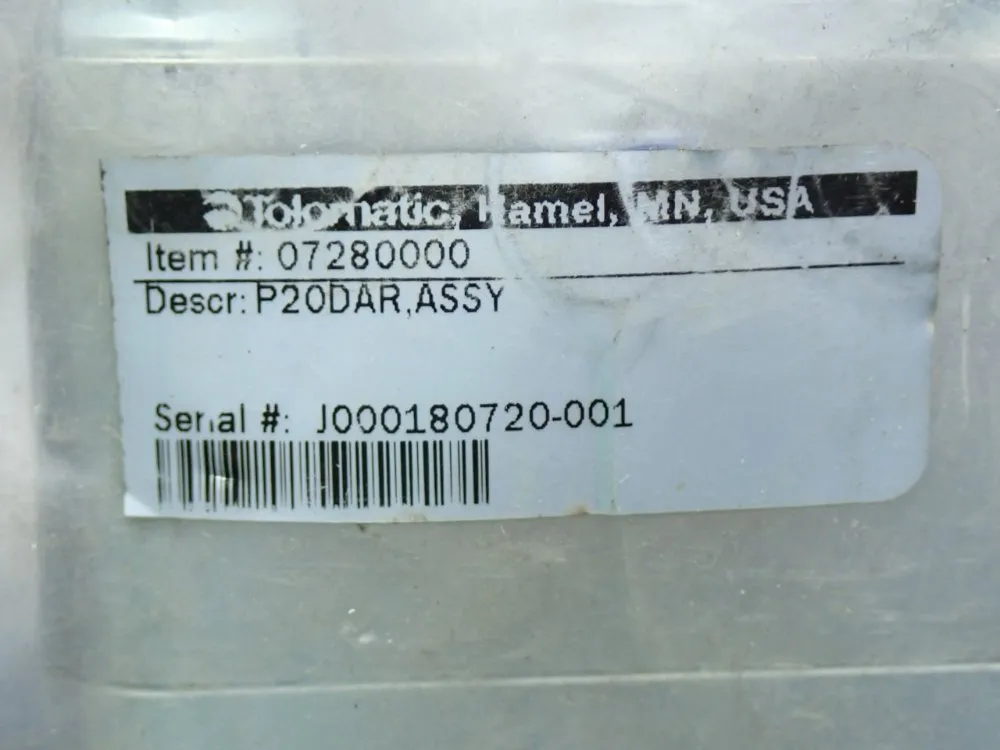 Tolomatic, Hamel, MN, USA
Item #: 07280000
Descr: P20DAR,ASSY
Serial #: J000180720-001